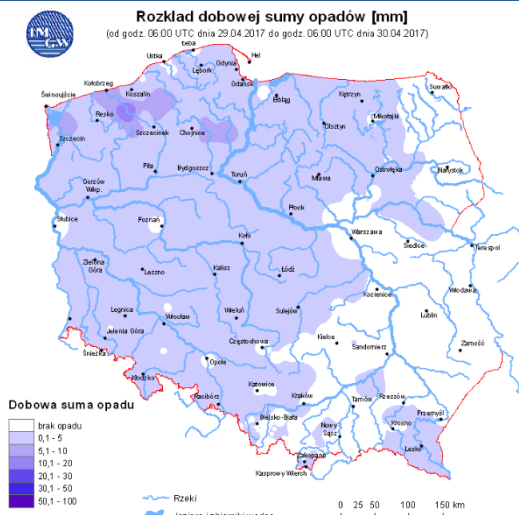 IM
GW
Rozkład dobowej sumy opadów [mm]
(od godz. 06:00 UTC dnia 29.04.2017 do godz. 06:00 UTC dnia 30.04.2017)
Łeba
Ustka
Hel
Lębork
Gdynia
Gdańsk
Kołobrzeg
Koszalin
Świnoujście
Elbląg
Kętrzyn
Suwałki
Resko
Mikołajki
Szczecinek
Chojnice
Olsztyn
Szczecin
Piła
Bydgoszcz
Toruń
Mława
Ostrołęka
Białystok
Gorzów
Wlkp.
Płock
Słubice
Poznań
Koło
Warszawa
Siedlce
Terespol
Zielona
Góra
Leszno
Kalisz
Łódź
Kozienice
Włodawa
Legnica
Wrocław
Wieluń
Sulejów
Lublin
Jelenia Góra
Śnieżka
Częstochowa
Kielce
Sandomierz
Zamość
Opole
Kłodzko
Katowice
Racibórz
Kraków
Tarnów
Rzeszów
Przemyśl
Bielsko-Biała
Nowy
Sącz
Krosno
Lesko
Zakopane
Kasprowy Wierch
Dobowa suma opadu
brak opadu
0,1 - 5
5,1 - 10
10,1 - 20
20,1 - 30
30,1 - 50
50,1 - 100
Rzeki
0 25 50 100 150 km